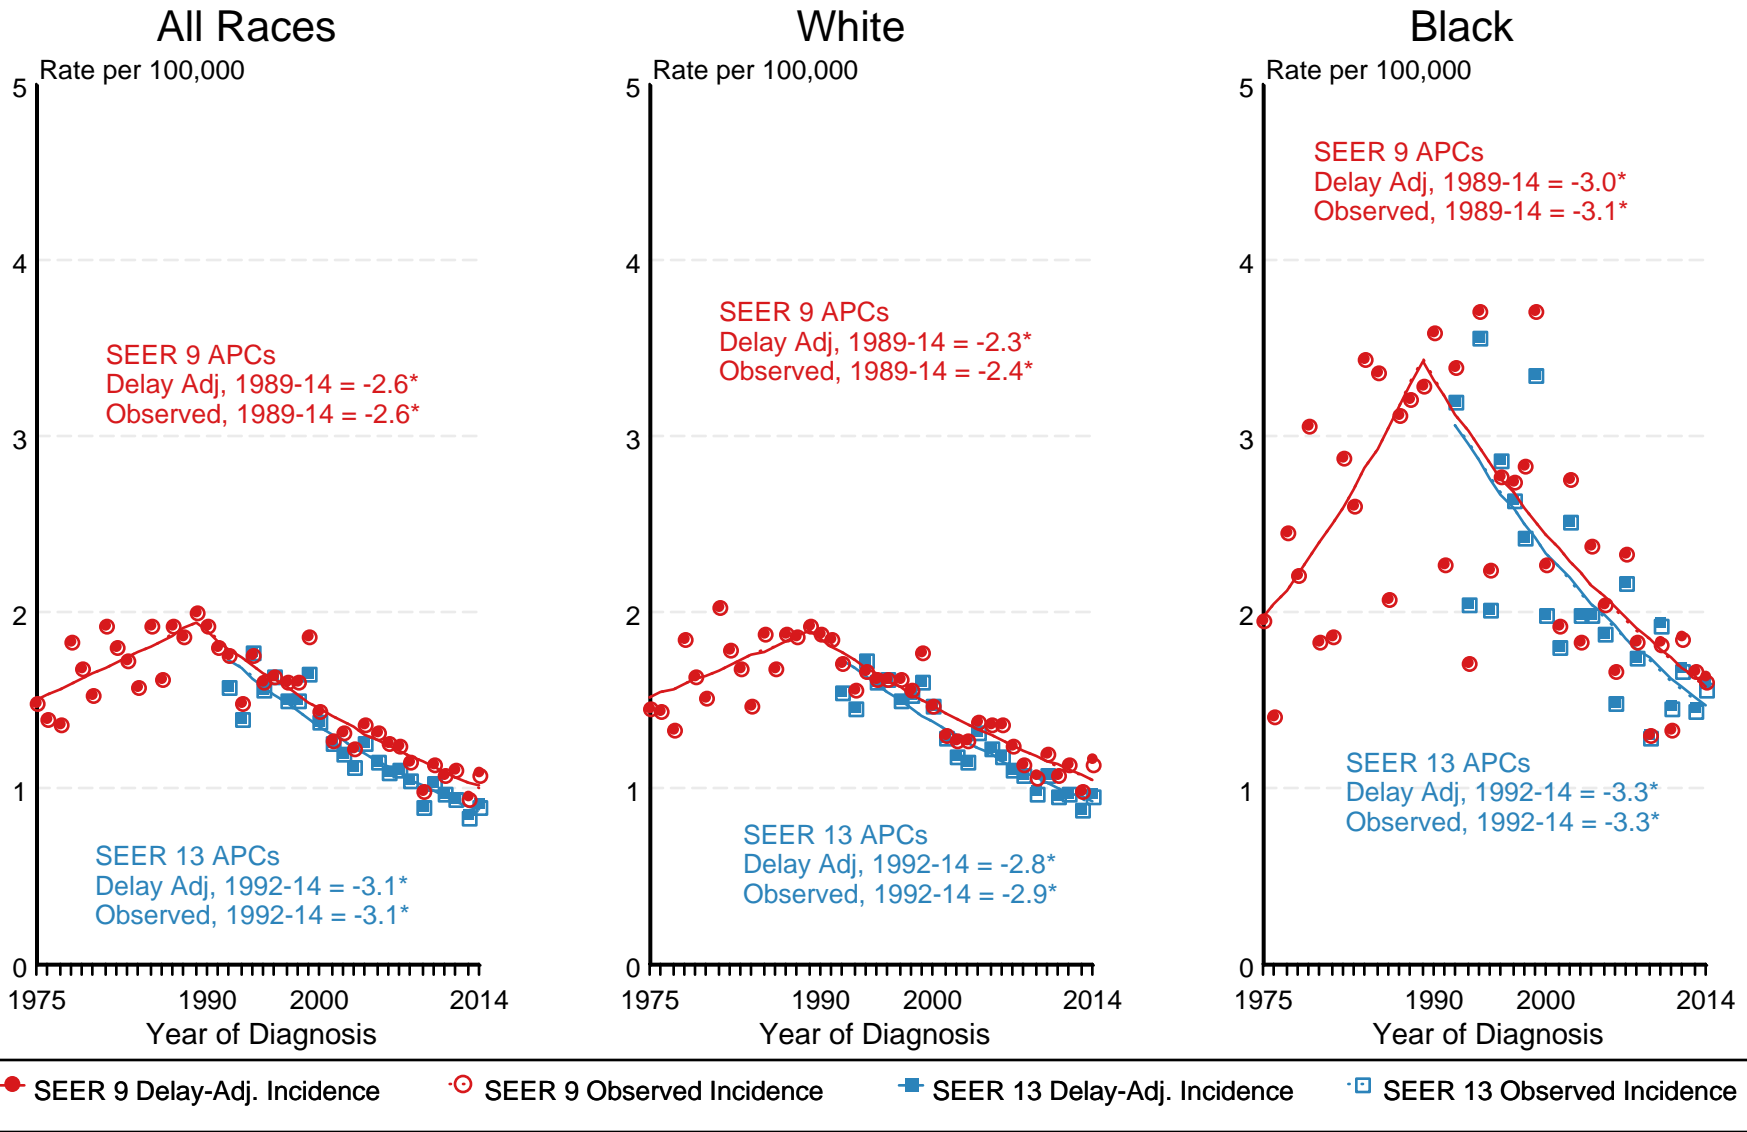 All Races
Rate per 100,000
5
4
3
2
1
0
SEER 9 APCs
Delay Adj, 1989-14 = -2.6*
Observed, 1989-14 = -2.6*
SEER 13 APCs
Delay Adj, 1992-14 = -3.1*
Observed, 1992-14 = -3.1*
1975 1990 2000 2014
Year of Diagnosis
White
Rate per 100,000
5
4
3
2
1
0
SEER 9 APCs
Delay Adj, 1989-14 = -2.3*
Observed, 1989-14 = -2.4*
SEER 13 APCs
Delay Adj, 1992-14 = -2.8*
Observed, 1992-14 = -2.9*
1975 1990 2000 2014
Year of Diagnosis
Black
Rate per 100,000
5
4
3
2
1
0
SEER 9 APCs
Delay Adj, 1989-14 = -3.0*
Observed, 1989-14 = -3.1*
SEER 13 APCs
Delay Adj, 1992-14 = -3.3*
Observed, 1992-14 = -3.3*
1975 1990 2000 2014
Year of Diagnosis
SEER 9 Delay-Adj. Incidence SEER 9 Observed Incidence SEER 13 Delay-Adj. Incidence SEER 13 Observed Incidence